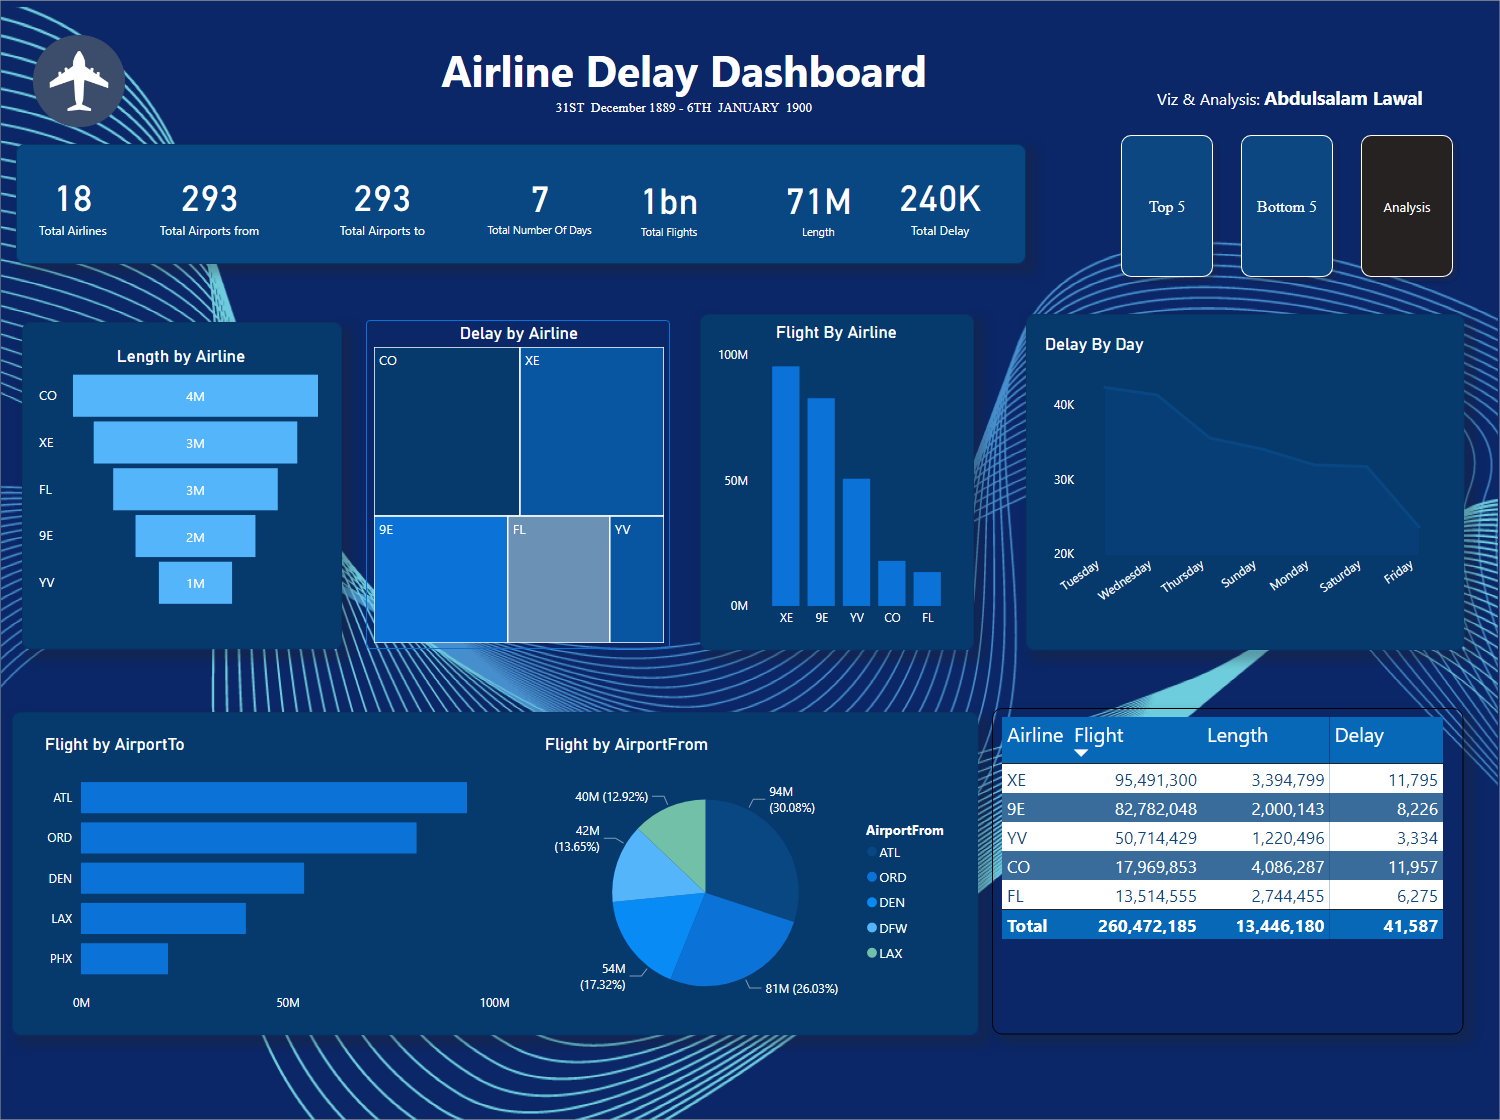 Airline Delay Dashboard
31ST December 1889 - 6TH JANUARY 1900
Viz & Analysis: Abdulsalam Lawal
18
Total Airlines
293
Total Airports from
293
Total Airports to
7
Total Number Of Days
1bn
Total Flights
71M
Length
240K
Total Delay
Top 5
Bottom 5
Analysis
Length by Airline
CO 4M
XE 3M
FL 3M
9E 2M
YV 1M
Delay by Airline
CO
XE
9E
FL
YV
Flight By Airline
100M
50M
0M
XE 9E YV CO FL
Delay By Day
40K
30K
20K
Tuesday Wednesday Thursday Sunday Monday Saturday Friday
Flight by AirportTo
ATL
ORD
DEN
LAX
PHX
0M 50M 100M
Flight by AirportFrom
94M
(30.08%)
81M (26.03%)
54M
(17.32%)
42M
(13.65%)
40M (12.92%)
AirportFrom
ATL
ORD
DEN
DFW
LAX
Airline Flight Length Delay
XE 95,491,300 3,394,799 11,795
9E 82,782,048 2,000,143 8,226
YV 50,714,429 1,220,496 3,334
CO 17,969,853 4,086,287 11,957
FL 13,514,555 2,744,455 6,275
Total 260,472,185 13,446,180 41,587